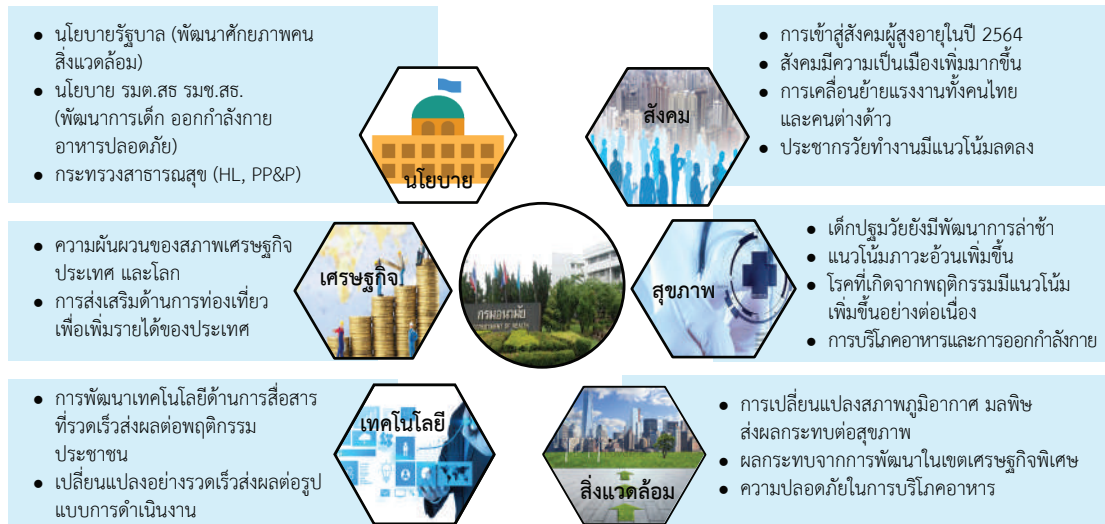 ● นโยบายรัฐบาล (พัฒนาศักยภาพคน
สิ่งแวดล้อม)
● นโยบาย รมต.สธ รมช.สธ.
(พัฒนาการเด็ก ออกกำลังกาย
อาหารปลอดภัย)
● กระทรวงสาธารณสุข (HL, PP&P)
นโยบาย
สังคม
● การเข้าสู่สังคมผู้สูงอายุในปี 2564
● สังคมมีความเป็นเมืองเพิ่มมากขึ้น
● การเคลื่อนย้ายแรงงานทั้งคนไทย
และคนต่างด้าว
● ประชากรวัยทำงานมีแนวโน้มลดลง
● ความผันผวนของสภาพเศรษฐกิจ
ประเทศ และโลก
● การส่งเสริมด้านการท่องเที่ยว
เพื่อเพิ่มรายได้ของประเทศ
เศรษฐกิจ
กรมอนามัย
DEPARTMENT OF HEALTH
สุขภาพ
● เด็กปฐมวัยยังมีพัฒนาการล่าช้า
● แนวโน้มภาวะอ้วนเพิ่มขึ้น
● โรคที่เกิดจากพฤติกรรมมีแนวโน้ม
เพิ่มขึ้นอย่างต่อเนื่อง
● การบริโภคอาหารและการออกกำลังกาย
● การพัฒนาเทคโนโลยีด้านการสื่อสาร
ที่รวดเร็วส่งผลต่อพฤติกรรม
ประชาชน
● เปลี่ยนแปลงอย่างรวดเร็วส่งผลต่อรูป
แบบการดำเนินงาน
เทคโนโลยี
สิ่งแวดล้อม
● การเปลี่ยนแปลงสภาพภูมิอากาศ มลพิษ
ส่งผลกระทบต่อสุขภาพ
● ผลกระทบจากการพัฒนาในเขตเศรษฐกิจพิเศษ
● ความปลอดภัยในการบริโภคอาหาร